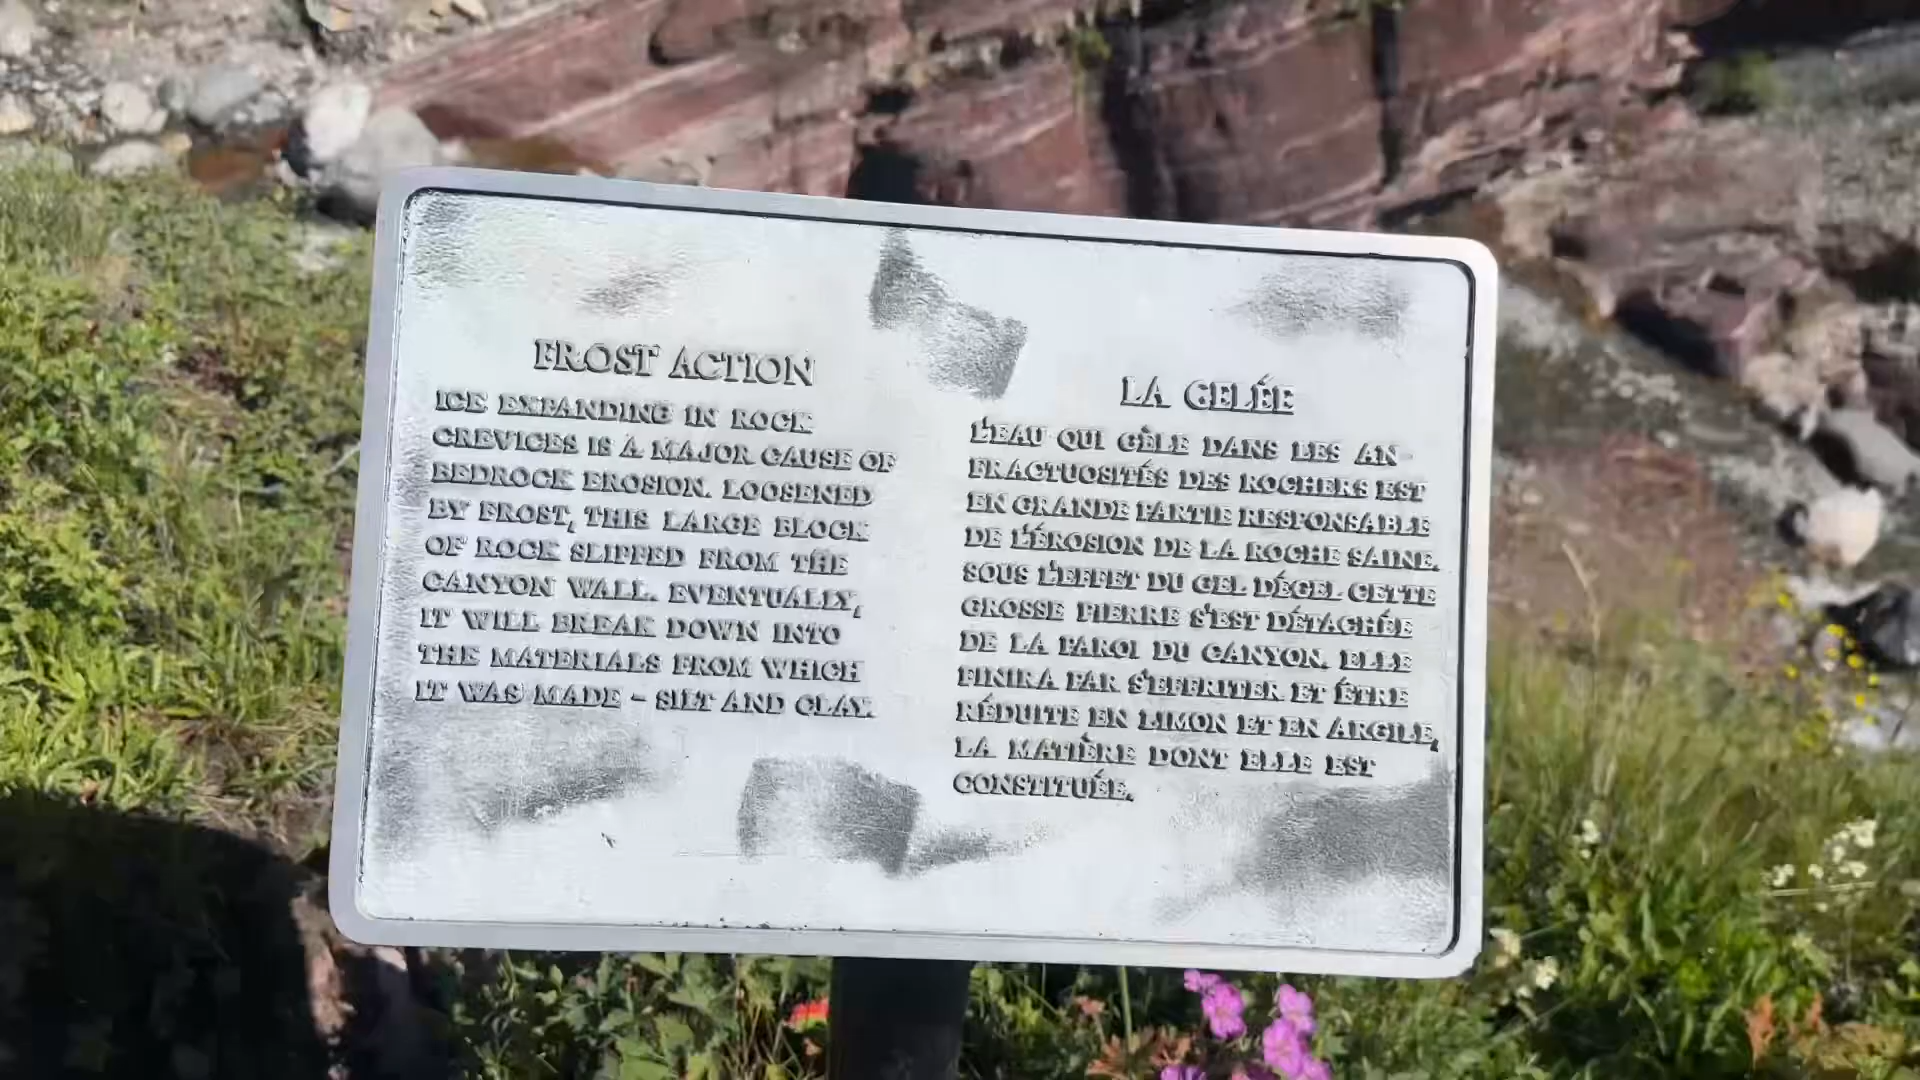 FROST ACTION
ICE EXPANDING IN ROCK
CREVICES IS A MAJOR CAUSE OF
BEDROCK EROSION. LOOSENED
BY FROST, THIS LARGE BLOCK
OF ROCK SLIPPED FROM THE
CANYON WALL. EVENTUALLY,
IT WILL BREAK DOWN INTO
THE MATERIALS FROM WHICH
IT WAS MADE - SILT AND CLAY.
LA GELÉE
L'EAU QUI GÈLE DANS LES AN-
FRACTUOSITÉS DES ROCHERS EST
EN GRANDE PARTIE RESPONSABLE
DE L'ÉROSION DE LA ROCHE SAINE.
SOUS L'EFFET DU GEL DÉGEL CETTE
GROSSE PIERRE S'EST DÉTACHÉE
DE LA PAROI DU CANYON. ELLE
FINIRA PAR S'EFFRITER ET ÊTRE
RÉDUITE EN LIMON ET EN ARGILE,
LA MATIÈRE DONT ELLE EST
CONSTITUÉE.